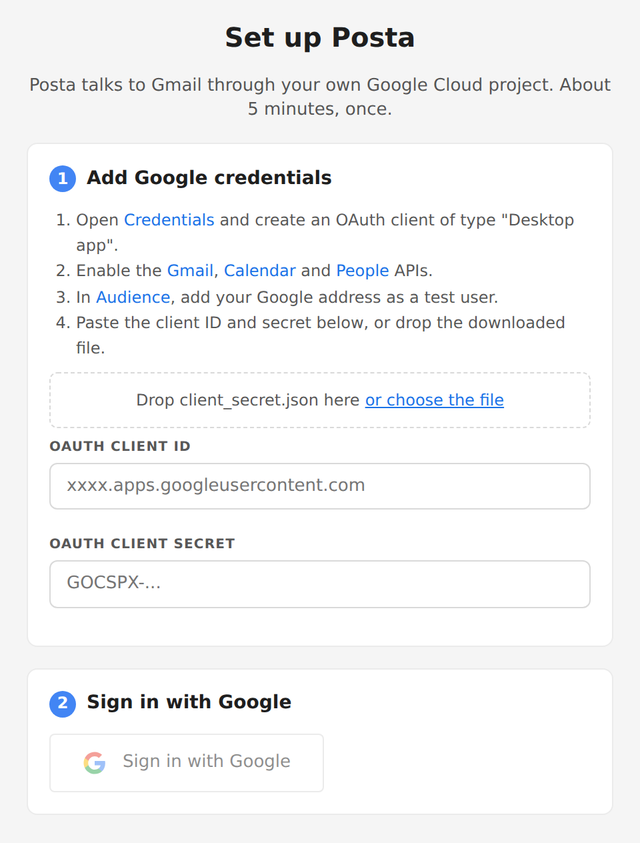 Set up Posta
Posta talks to Gmail through your own Google Cloud project. About
5 minutes, once.
1 Add Google credentials
1. Open Credentials and create an OAuth client of type "Desktop
app".
2. Enable the Gmail, Calendar and People APIs.
3. In Audience, add your Google address as a test user.
4. Paste the client ID and secret below, or drop the downloaded
file.
Drop client_secret.json here or choose the file
OAUTH CLIENT ID
xxxx.apps.googleusercontent.com
OAUTH CLIENT SECRET
GOCSPX-...
2 Sign in with Google
Sign in with Google